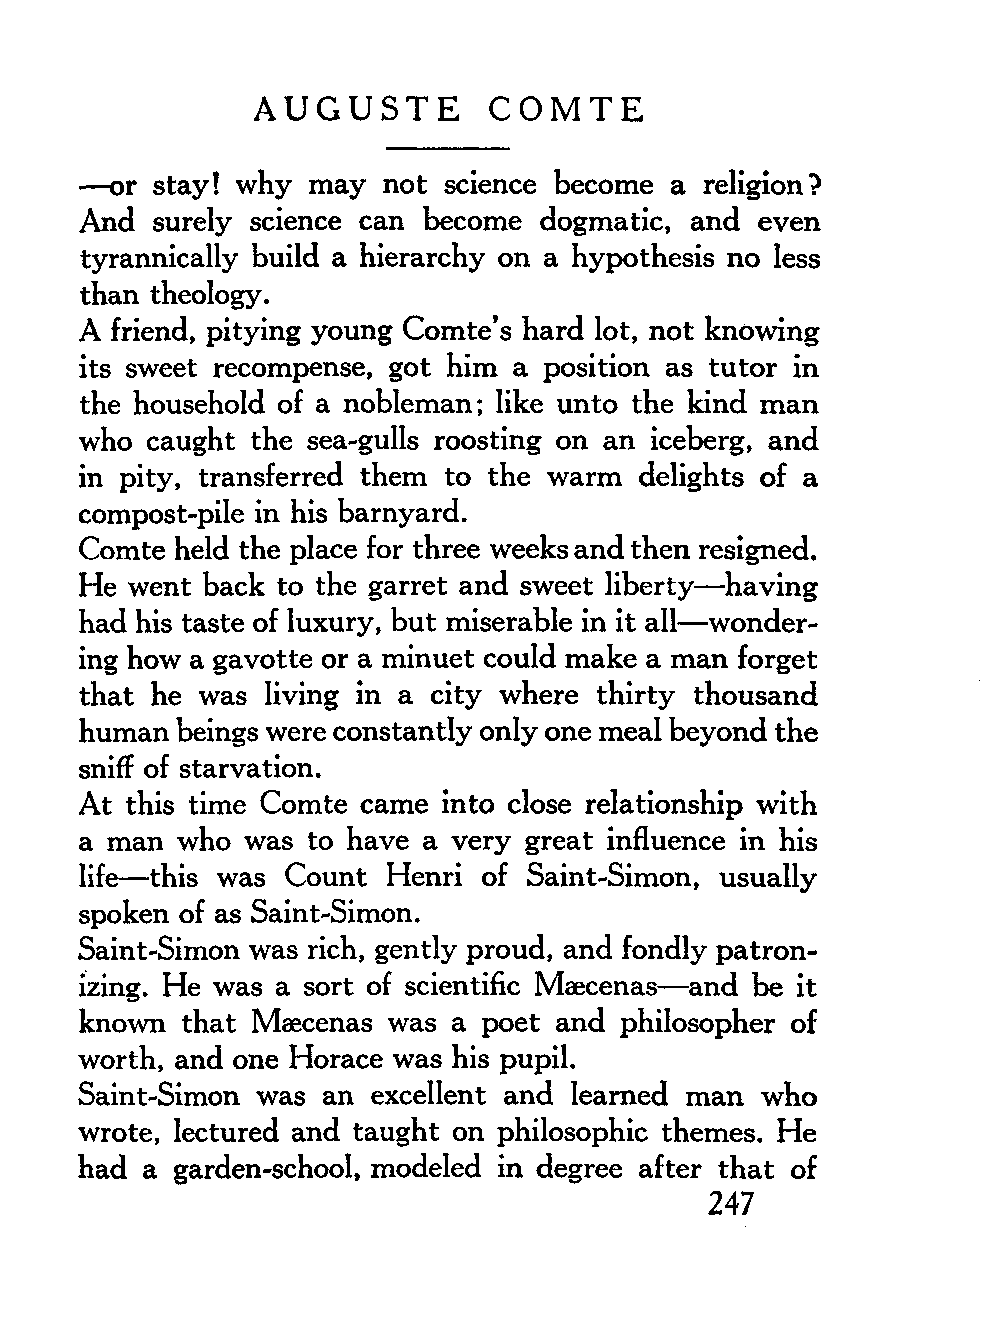 AUGUSTE COMTE
—or stay! why may not science become a religion?
And surely science can become dogmatic, and even
tyrannically build a hierarchy on a hypothesis no less
than theology.
A friend, pitying young Comte's hard lot, not knowing
its sweet recompense, got him a position as tutor in
the household of a nobleman; like unto the kind man
who caught the sea-gulls roosting on an iceberg, and
in pity, transferred them to the warm delights of a
compost-pile in his barnyard.
Comte held the place for three weeks and then resigned.
He went back to the garret and sweet liberty—having
had his taste of luxury, but miserable in it all—wonder-
ing how a gavotte or a minuet could make a man forget
that he was living in a city where thirty thousand
human beings were constantly only one meal beyond the
sniff of starvation.
At this time Comte came into close relationship with
a man who was to have a very great influence in his
life—this was Count Henri of Saint-Simon, usually
spoken of as Saint-Simon.
Saint-Simon was rich, gently proud, and fondly patron-
izing. He was a sort of scientific Mæcenas—and be it
known that Mæcenas was a poet and philosopher of
worth, and one Horace was his pupil.
Saint-Simon was an excellent and learned man who
wrote, lectured and taught on philosophic themes. He
had a garden-school, modeled in degree after that of
247